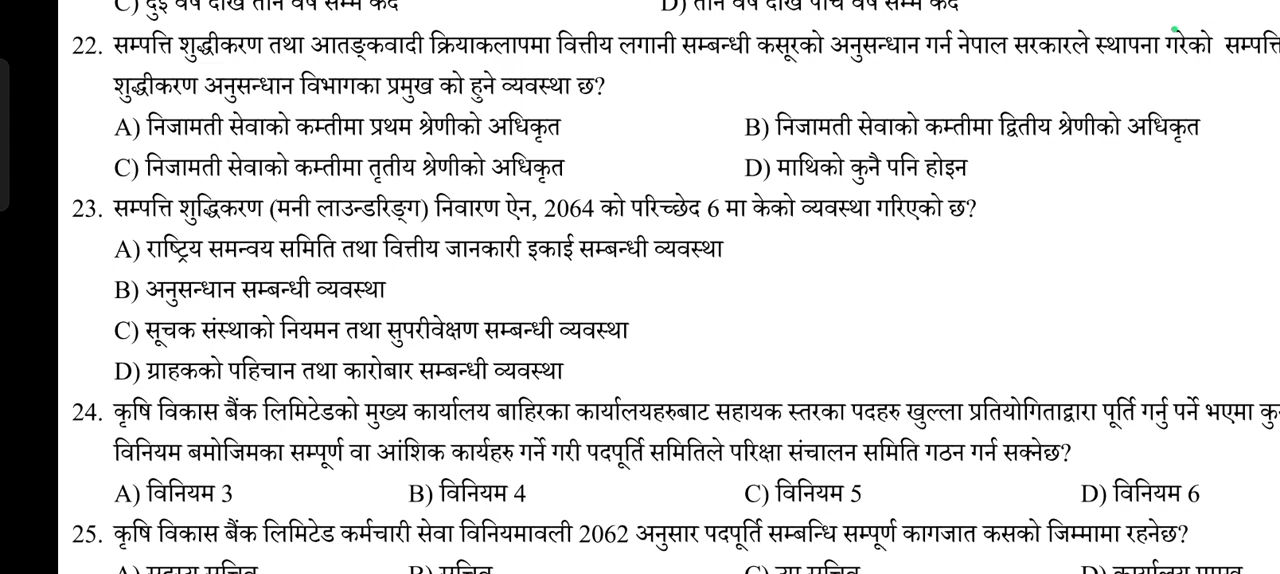 22. सम्पत्ति शुद्धीकरण तथा आतङ्कवादी क्रियाकलापमा वित्तीय लगानी सम्बन्धी कसूरको अनुसन्धान गर्न नेपाल सरकारले स्थापना गरेको सम्पत्ति
शुद्धीकरण अनुसन्धान विभागका प्रमुख को हुने व्यवस्था छ?
A) निजामती सेवाको कम्तीमा प्रथम श्रेणीको अधिकृत B) निजामती सेवाको कम्तीमा द्वितीय श्रेणीको अधिकृत
C) निजामती सेवाको कम्तीमा तृतीय श्रेणीको अधिकृत D) माथिको कुनै पनि होइन
23. सम्पत्ति शुद्धिकरण (मनी लाउन्डरिङ्ग) निवारण ऐन, 2064 को परिच्छेद 6 मा केको व्यवस्था गरिएको छ?
A) राष्ट्रिय समन्वय समिति तथा वित्तीय जानकारी इकाई सम्बन्धी व्यवस्था
B) अनुसन्धान सम्बन्धी व्यवस्था
C) सूचक संस्थाको नियमन तथा सुपरीवेक्षण सम्बन्धी व्यवस्था
D) ग्राहकको पहिचान तथा कारोबार सम्बन्धी व्यवस्था
24. कृषि विकास बैंक लिमिटेडको मुख्य कार्यालय बाहिरका कार्यालयहरुबाट सहायक स्तरका पदहरु खुल्ला प्रतियोगिताद्वारा पूर्ति गर्नु पर्ने भएमा
विनियम बमोजिमका सम्पूर्ण वा आंशिक कार्यहरु गर्ने गरी पदपूर्ति समितिले परिक्षा संचालन समिति गठन गर्न सक्नेछ?
A) विनियम 3 B) विनियम 4 C) विनियम 5 D) विनियम 6
25. कृषि विकास बैंक लिमिटेड कर्मचारी सेवा विनियमावली 2062 अनुसार पदपूर्ति सम्बन्धि सम्पूर्ण कागजात कसको जिम्मामा रहनेछ?